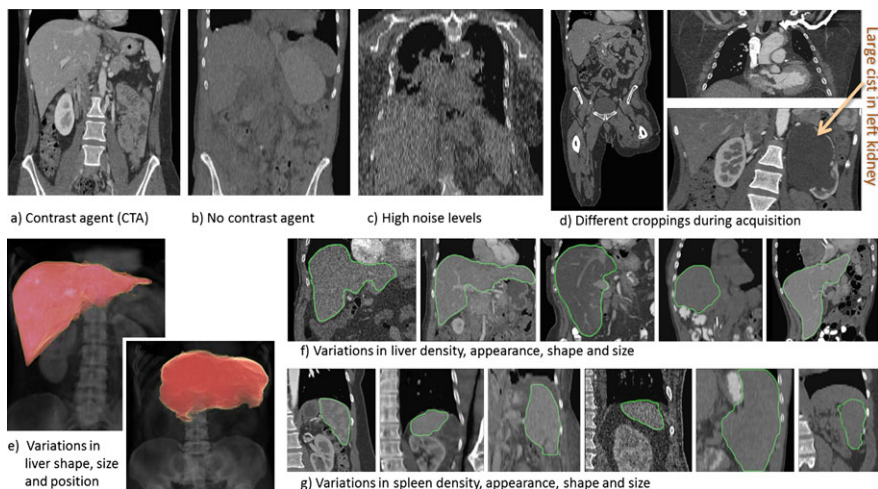 Large cist in left kidney
a) Contrast agent (CTA)
b) No contrast agent
c) High noise levels
d) Different croppings during acquisition
f) Variations in liver density, appearance, shape and size
e) Variations in
liver shape, size
and position
g) Variations in spleen density, appearance, shape and size